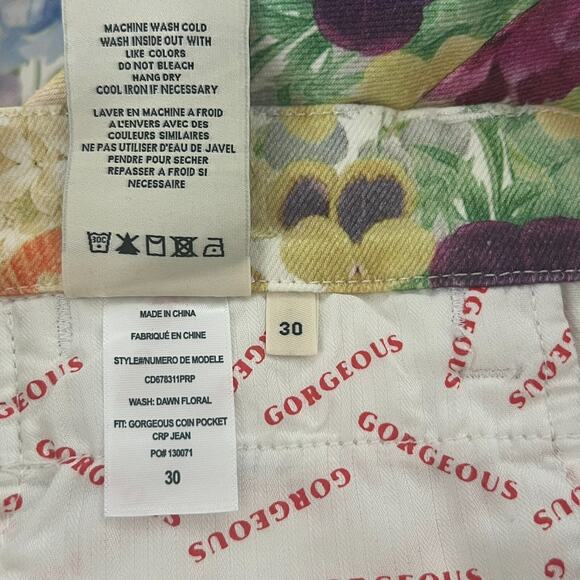 MACHINE WASH COLD
WASH INSIDE OUT WITH
LIKE COLORS
DO NOT BLEACH
HANG DRY
COOL IRON IF NECESSARY
LAVER EN MACHINE A FROID
A L'ENVERS AVEC DES
COULEURS SIMILAIRES
NE PAS UTILISER D'EAU DE JAVEL
PENDRE POUR SECHER
REPASSER A FROID SI
NECESSAIRE
30C
MADE IN CHINA
FABRIQUÉ EN CHINE
STYLE#/NUMERO DE MODELE
CD678311PRP
WASH: DAWN FLORAL
FIT: GORGEOUS COIN POCKET
CRP JEAN
PO# 130071
30
30
GORGEOUS
GORGEOUS
GORGEOUS
GORGEOUS
GORGEOUS
GORGEOUS